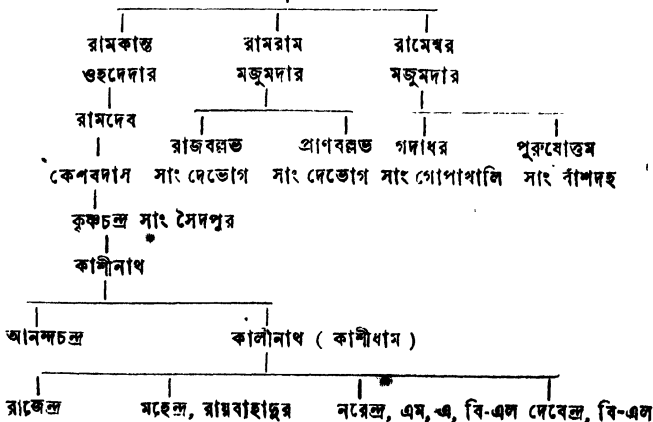 রামকান্ত রামরাম রামেশ্বর
ওহদেদার মজুমদার মজুমদার
রামদেব
রাজবল্লভ প্রাণবল্লভ গদাধর পুরুষোত্তম
কেশবদাস সাং দেভোগ সাং দেভোগ সাং গোপাখালি সাং বাঁশদহ
কৃষ্ণচন্দ্র সাং সৈদপুর
কাশীনাথ
আনন্দচন্দ্র কালীনাথ ( কাশীধাম )
রাজেন্দ্র মহেন্দ্র, রায়বাহাদুর নরেন্দ্র, এম,-এ, বি-এল দেবেন্দ্র, বি-এল